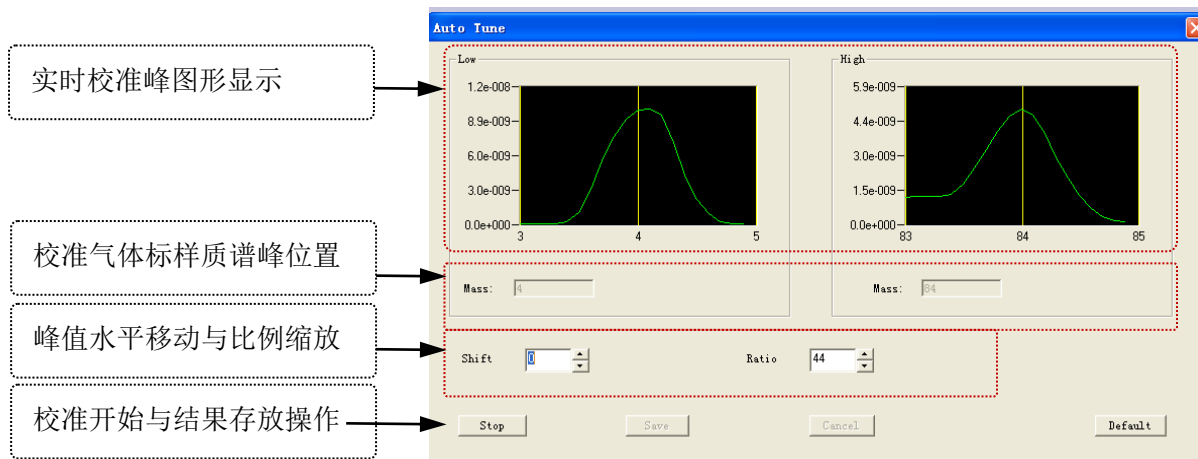 Auto Tune
实时校准峰图形显示
Low
1.2e-008
8.9e-009
6.0e-009
3.0e-009
0.0e+000
3 4 5
High
5.9e-009
4.4e-009
3.0e-009
1.5e-009
0.0e+000
83 84 85
校准气体标样质谱峰位置
Mass: 4
Mass: 84
峰值水平移动与比例缩放
Shift 0
Ratio 44
校准开始与结果存放操作
Stop Save Cancel Default